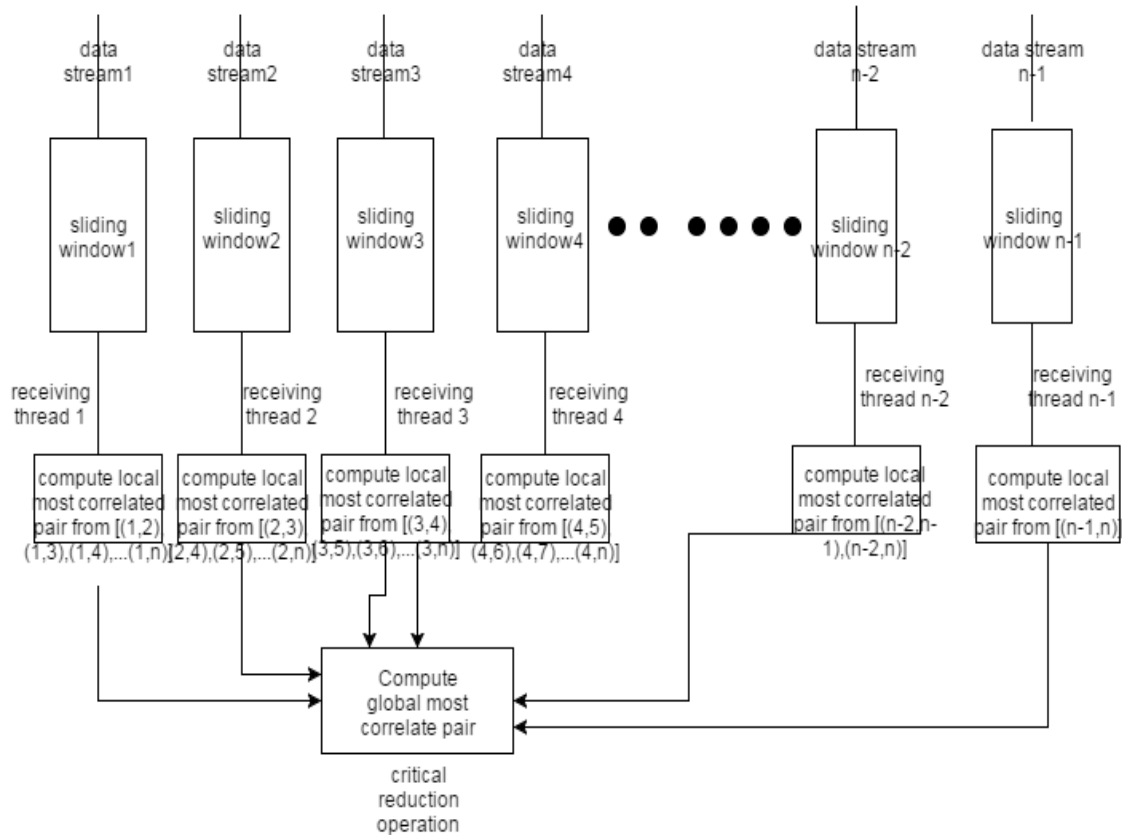 data
stream1
data
stream2
data
stream3
data
stream4
data stream
n-2
data stream
n-1
sliding
window1
sliding
window2
sliding
window3
sliding
window4
sliding
window n-2
sliding
window n-1
receiving
thread 1
receiving
thread 2
receiving
thread 3
receiving
thread 4
receiving
thread n-2
receiving
thread n-1
compute local
most correlated
pair from [(1,2)
(1,3),(1,4),...(1,n)]
compute local
most correlated
pair from [(2,3)
2,4),(2,5),...(2,n)]
compute local
most correlated
pair from [(3,4)
(3,5),(3,6),...(3,n)]
compute local
most correlated
pair from [(4,5)
(4,6),(4,7),...(4,n)]
compute local
most correlated
pair from [(n-2,n-
1),(n-2,n)]
compute local
most correlated
pair from [(n-1,n)]
Compute
global most
correlate pair
critical
reduction
operation